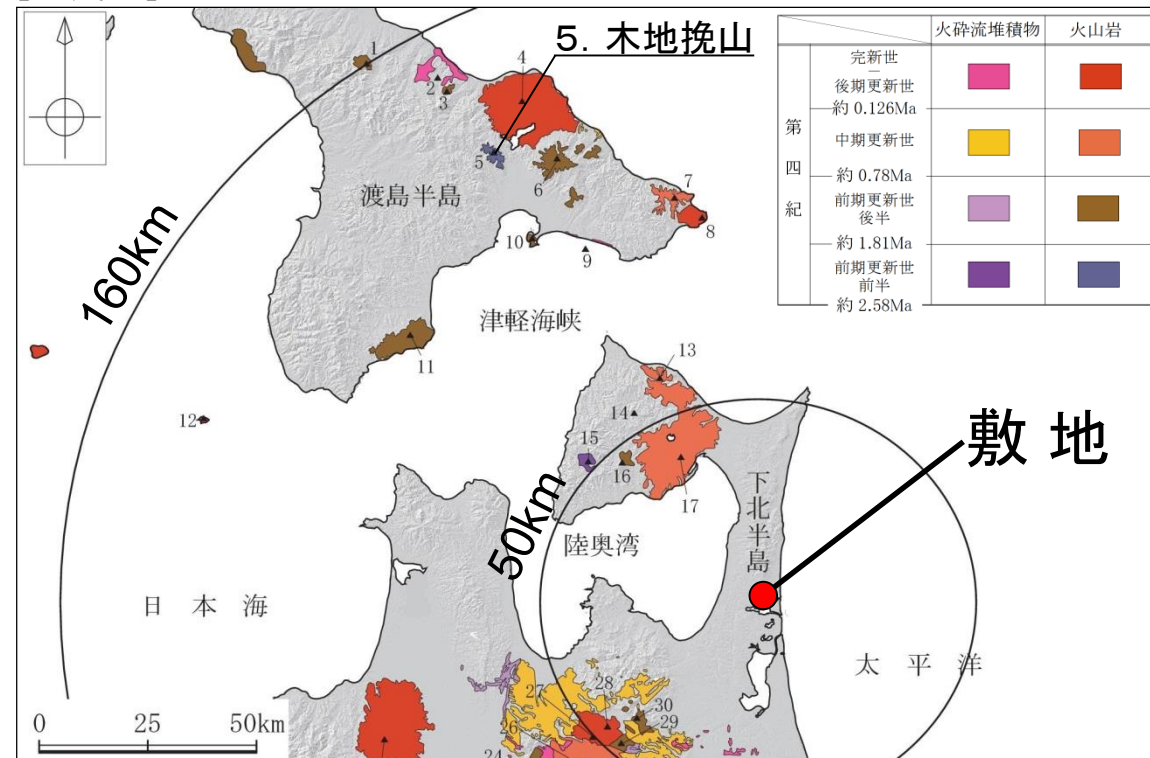 5．木地挽山
火砕流堆積物
火山岩
第四紀
完新世
｜
後期更新世
約 0.126Ma
中期更新世
約 0.78Ma
前期更新世
後半
約 1.81Ma
前期更新世
前半
約 2.58Ma
1
2
3
4
5
6
7
8
9
10
11
12
13
14
15
16
17
渡島半島
津軽海峡
160km
50km
敷 地
下北半島
陸奥湾
日 本 海
太 平 洋
27
28
30
29
26
24
0 25 50km